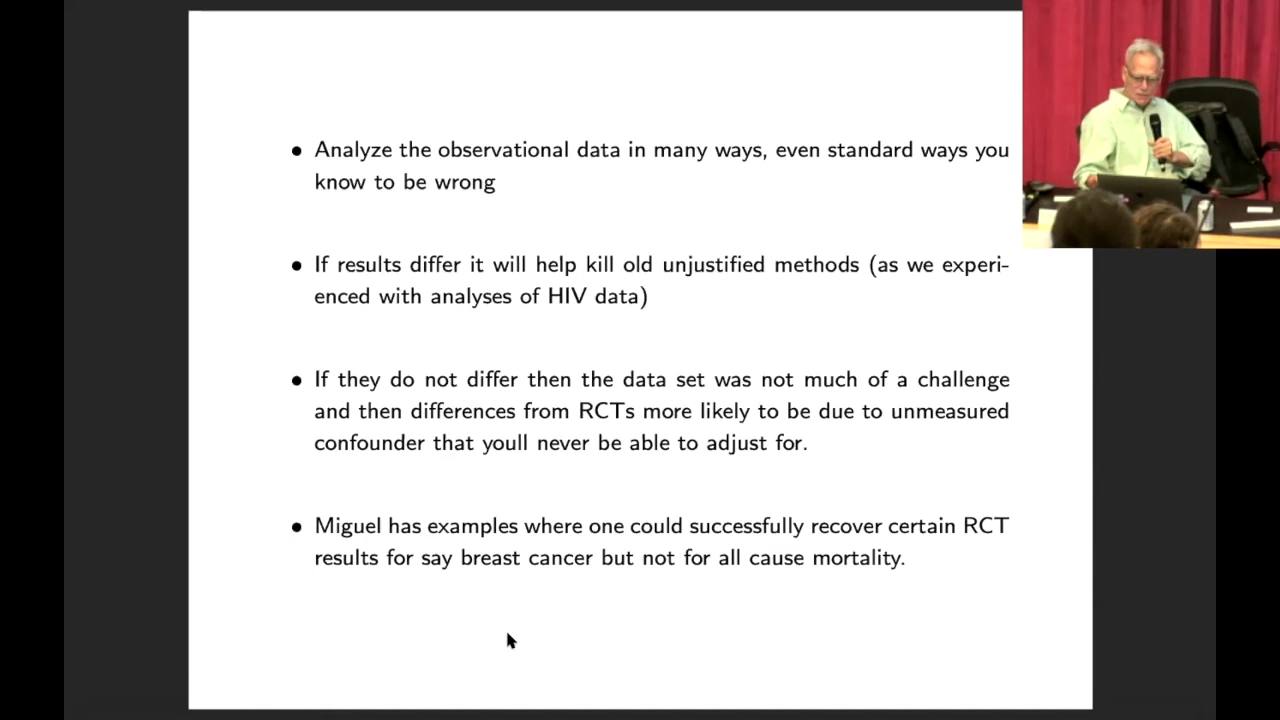 • Analyze the observational data in many ways, even standard ways you
know to be wrong
• If results differ it will help kill old unjustified methods (as we experi-
enced with analyses of HIV data)
• If they do not differ then the data set was not much of a challenge
and then differences from RCTs more likely to be due to unmeasured
confounder that youll never be able to adjust for.
• Miguel has examples where one could successfully recover certain RCT
results for say breast cancer but not for all cause mortality.